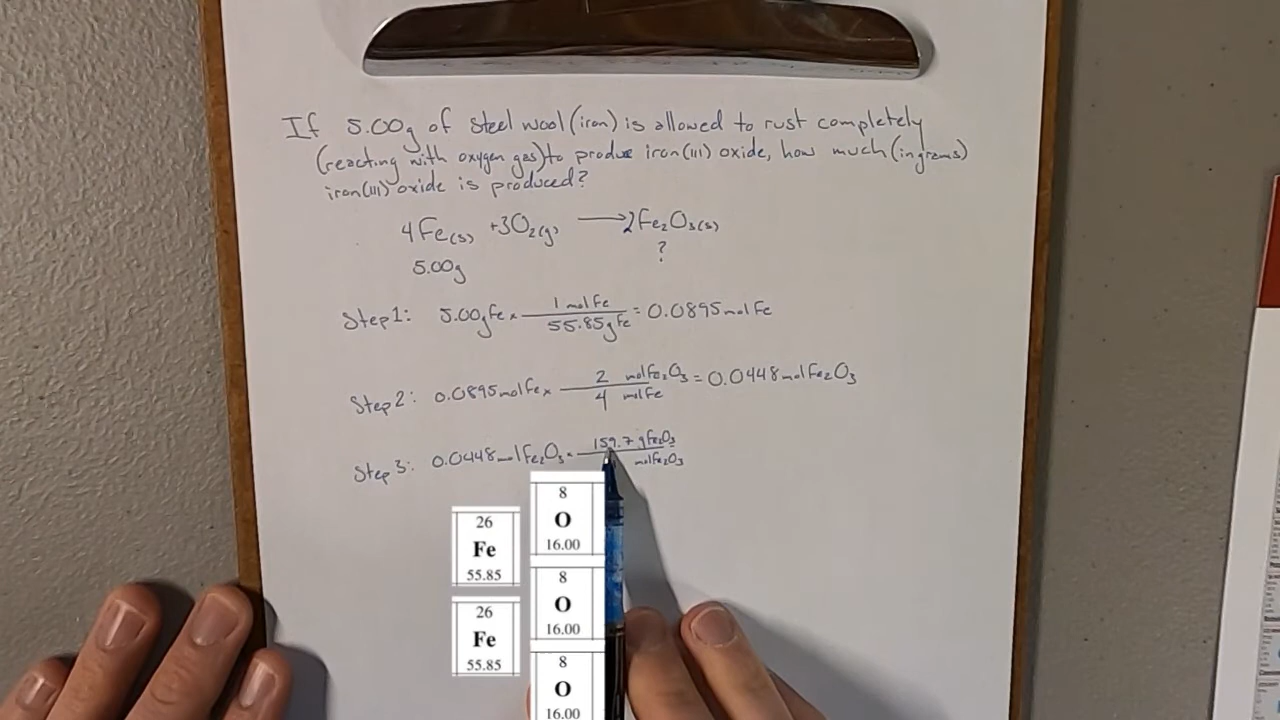 If 5.00g of steel wool (iron) is allowed to rust completely
(reacting with oxygen gas) to produce iron(III) oxide, how much (in grams)
iron(III) oxide is produced?
4Fe(s) + 3O₂(g) → 2Fe₂O₃(s)
5.00g ?
Step 1: 5.00g Fe × 1 mol Fe / 55.85g Fe = 0.0895 mol Fe
Step 2: 0.0895 mol Fe × 2 mol Fe₂O₃ / 4 mol Fe = 0.0448 mol Fe₂O₃
Step 3: 0.0448 mol Fe₂O₃ × 159.7 g Fe₂O₃ / mol Fe₂O₃
26
Fe
55.85
26
Fe
55.85
8
O
16.00
8
O
16.00
8
O
16.00